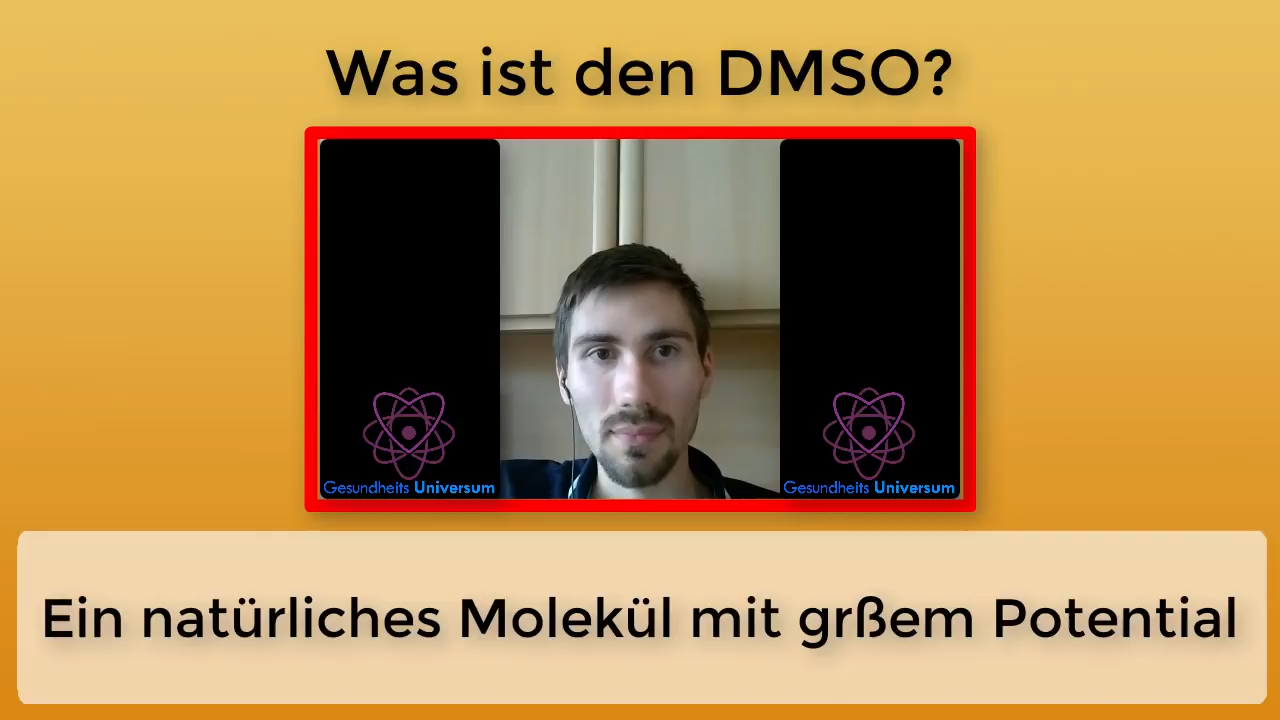 Was ist den DMSO?
Gesundheits Universum
Gesundheits Universum
Ein natürliches Molekül mit grßem Potential